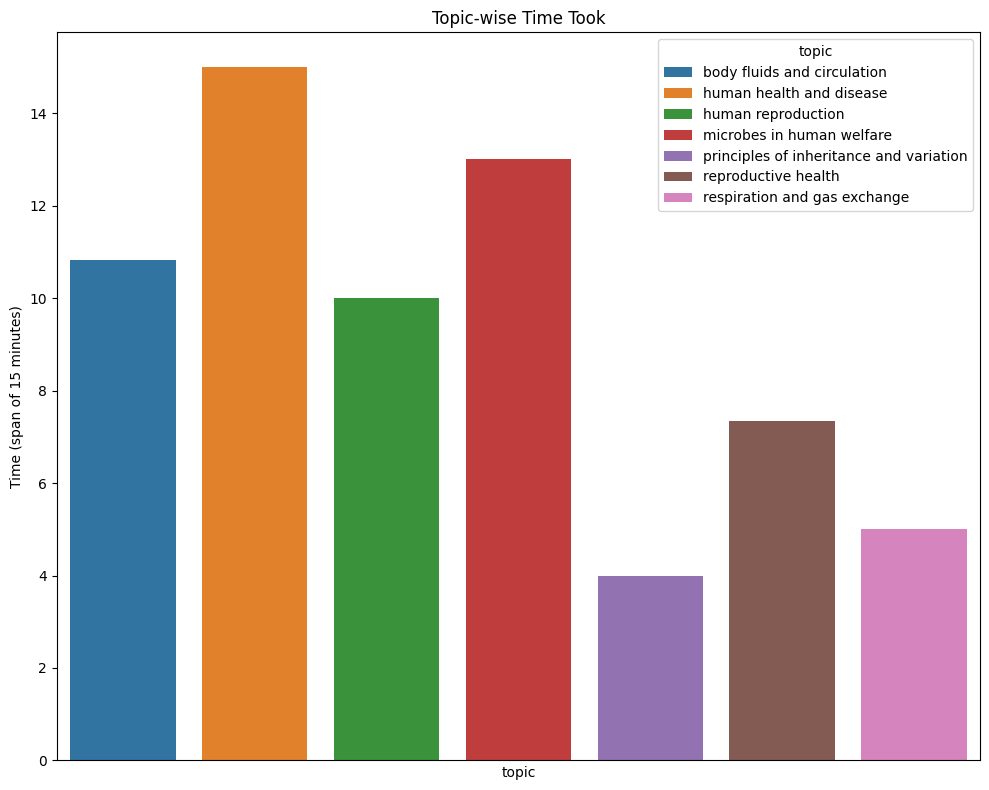 Topic-wise Time Took
topic
body fluids and circulation
human health and disease
human reproduction
microbes in human welfare
principles of inheritance and variation
reproductive health
respiration and gas exchange
Time (span of 15 minutes)
14
12
10
8
6
4
2
0
topic